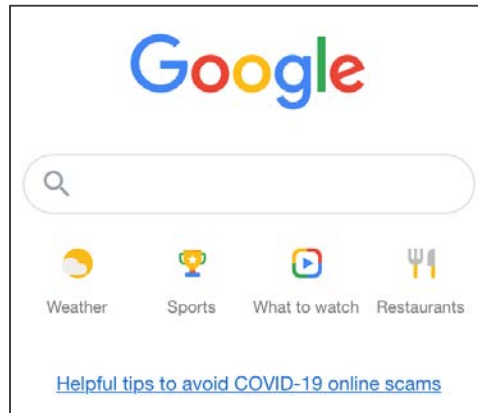 Google
Weather Sports What to watch Restaurants
Helpful tips to avoid COVID-19 online scams